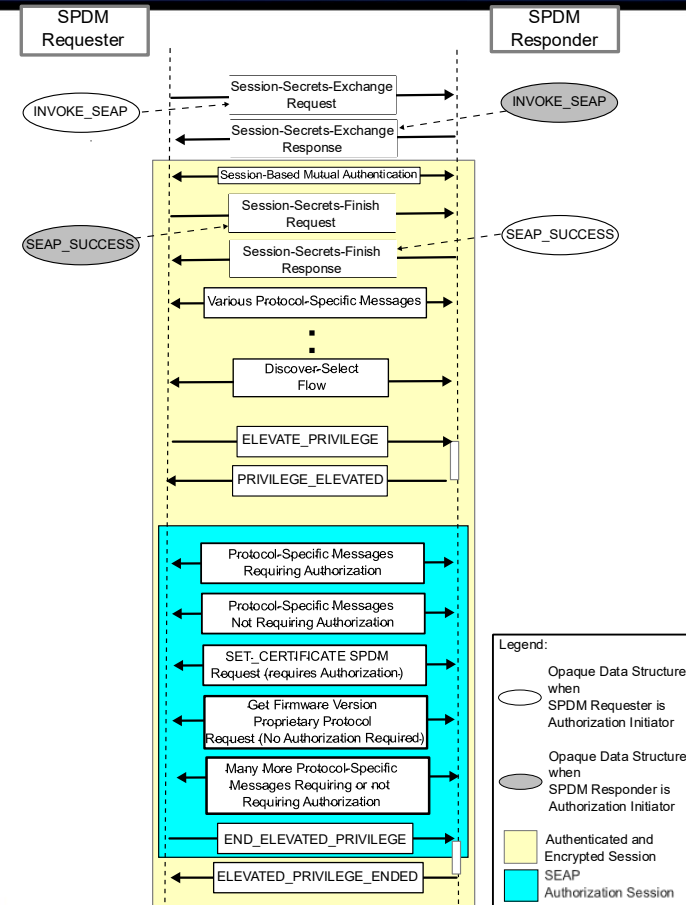 SPDM
Requester
SPDM
Responder
Session-Secrets-Exchange
Request
INVOKE_SEAP
INVOKE_SEAP
Session-Secrets-Exchange
Response
Session-Based Mutual Authentication
Session-Secrets-Finish
Request
SEAP_SUCCESS
SEAP_SUCCESS
Session-Secrets-Finish
Response
Various Protocol-Specific Messages
Discover-Select
Flow
ELEVATE_PRIVILEGE
PRIVILEGE_ELEVATED
Protocol-Specific Messages
Requiring Authorization
Protocol-Specific Messages
Not Requiring Authorization
SET_CERTIFICATE SPDM
Request (requires Authorization)
Get Firmware Version
Proprietary Protocol
Request (No Authorization Required)
Many More Protocol-Specific
Messages Requiring or not
Requiring Authorization
END_ELEVATED_PRIVILEGE
ELEVATED_PRIVILEGE_ENDED
Legend:
Opaque Data Structure
when
SPDM Requester is
Authorization Initiator
Opaque Data Structure
when
SPDM Responder is
Authorization Initiator
Authenticated and
Encrypted Session
SEAP
Authorization Session